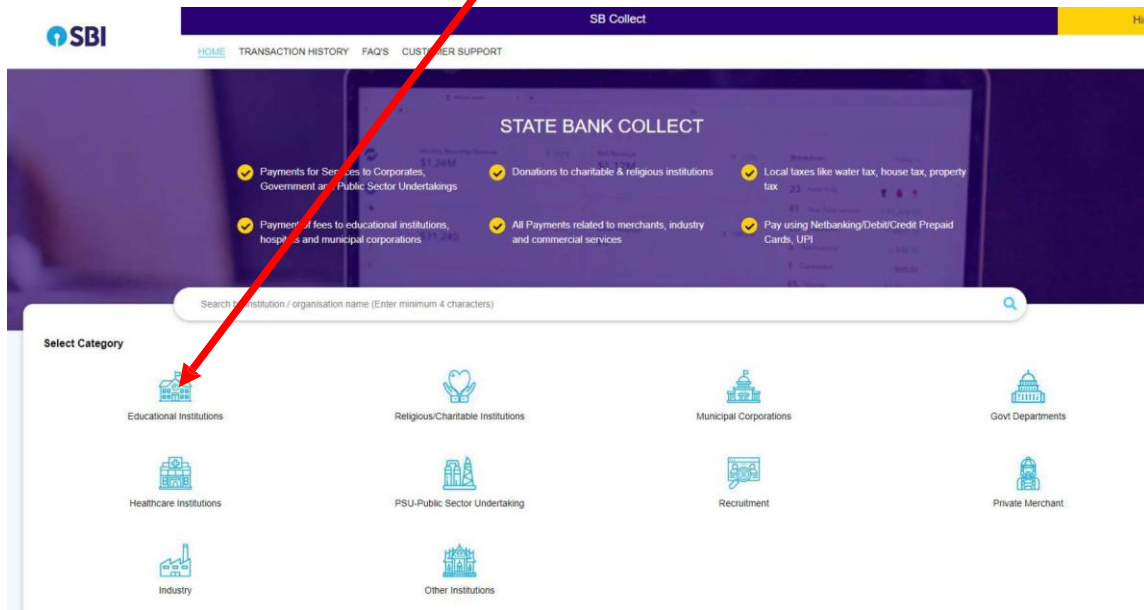 SB Collect
SBI
HOME TRANSACTION HISTORY FAQ'S CUSTOMER SUPPORT
STATE BANK COLLECT
Payments for Services to Corporates,
Government and Public Sector Undertakings
Donations to charitable & religious institutions
Local taxes like water tax, house tax, property
tax
Payment of fees to educational institutions,
hospitals and municipal corporations
All Payments related to merchants, industry
and commercial services
Pay using Netbanking/Debit/Credit Prepaid
Cards, UPI
Search by institution / organisation name (Enter minimum 4 characters)
Select Category
Educational Institutions
Religious/Charitable Institutions
Municipal Corporations
Govt Departments
Healthcare Institutions
PSU-Public Sector Undertaking
Recruitment
Private Merchant
Industry
Other Institutions